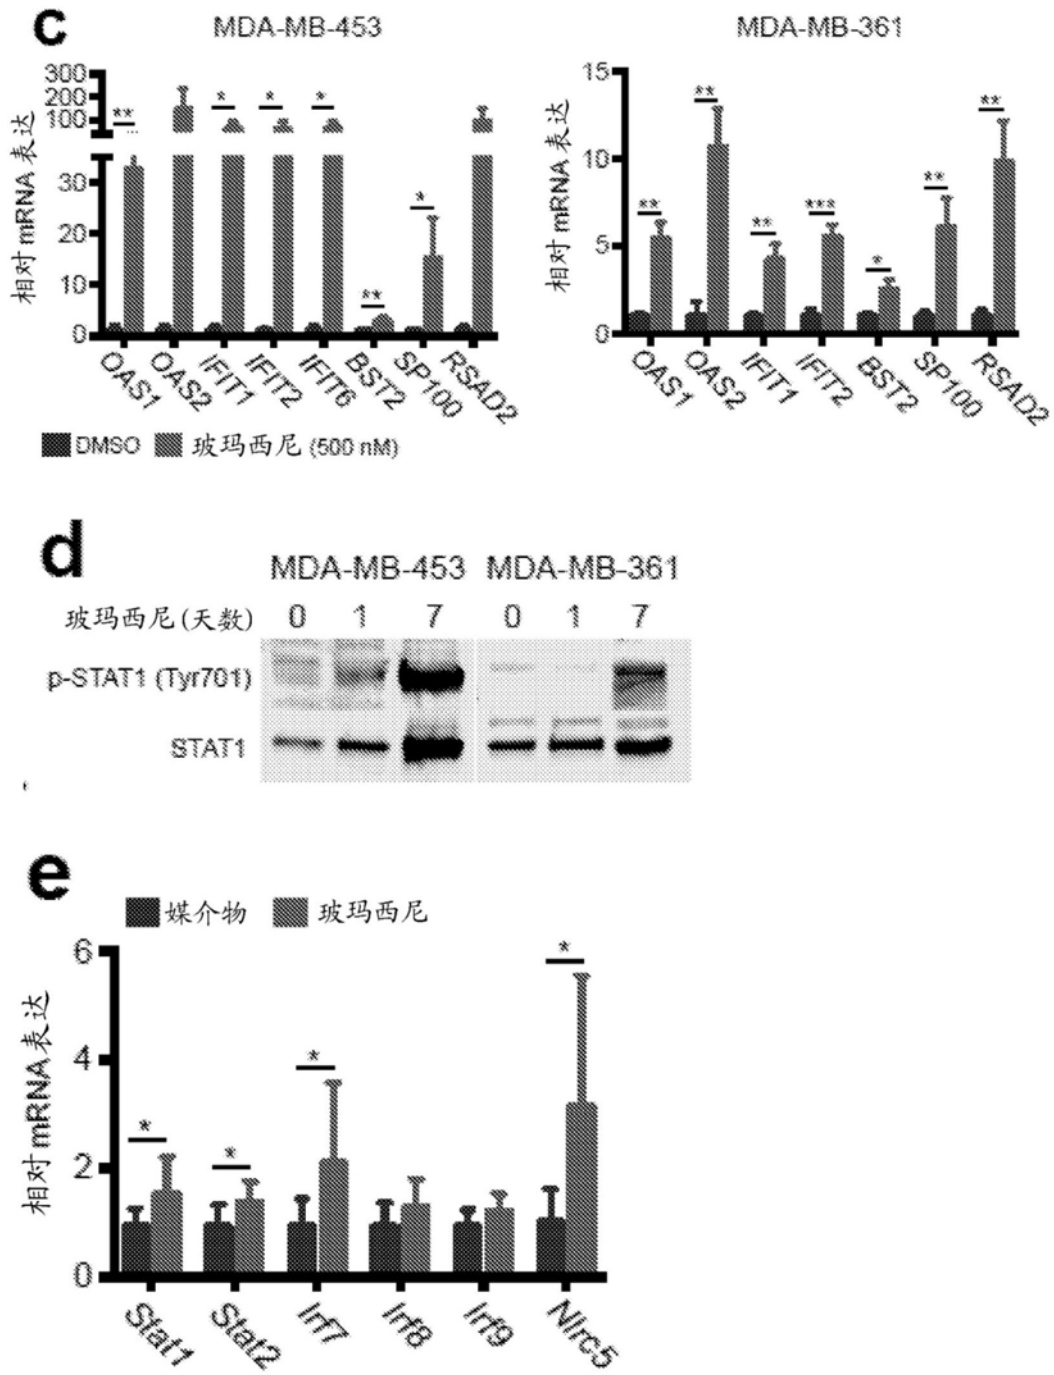 c
MDA-MB-453
MDA-MB-361
相对 mRNA 表达
300
200
100
30
20
10
0
**
*
*
*
**
*
OAS1
OAS2
IFIT1
IFIT2
IFIT6
BST2
SP100
RSAD2
相对 mRNA 表达
15
10
5
0
**
**
**
***
*
**
**
OAS1
OAS2
IFIT1
IFIT2
BST2
SP100
RSAD2
DMSO 玻玛西尼 (500 nM)
d
MDA-MB-453 MDA-MB-361
玻玛西尼 (天数) 0 1 7 0 1 7
p-STAT1 (Tyr701)
STAT1
e
媒介物 玻玛西尼
相对 mRNA 表达
6
4
2
0
*
*
*
*
Stat1
Stat2
Irf7
Irf8
Irf9
Nlrc5